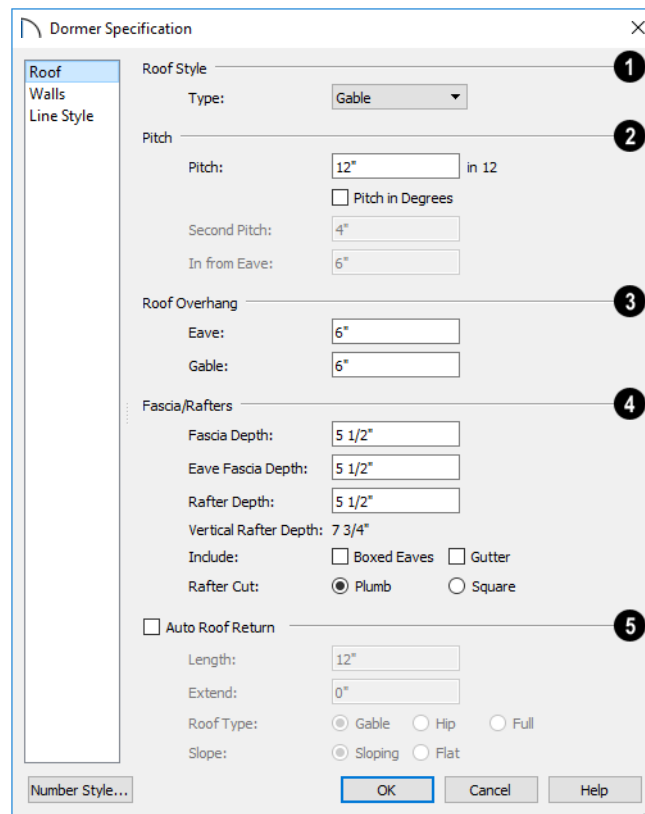 Dormer Specification
Roof
Walls
Line Style
Roof Style 1
Type: Gable
Pitch 2
Pitch: 12" in 12
Pitch in Degrees
Second Pitch: 4"
In from Eave: 6"
Roof Overhang 3
Eave: 6"
Gable: 6"
Fascia/Rafters 4
Fascia Depth: 5 1/2"
Eave Fascia Depth: 5 1/2"
Rafter Depth: 5 1/2"
Vertical Rafter Depth: 7 3/4"
Include: Boxed Eaves Gutter
Rafter Cut: Plumb Square
Auto Roof Return 5
Length: 12"
Extend: 0"
Roof Type: Gable Hip Full
Slope: Sloping Flat
Number Style... OK Cancel Help